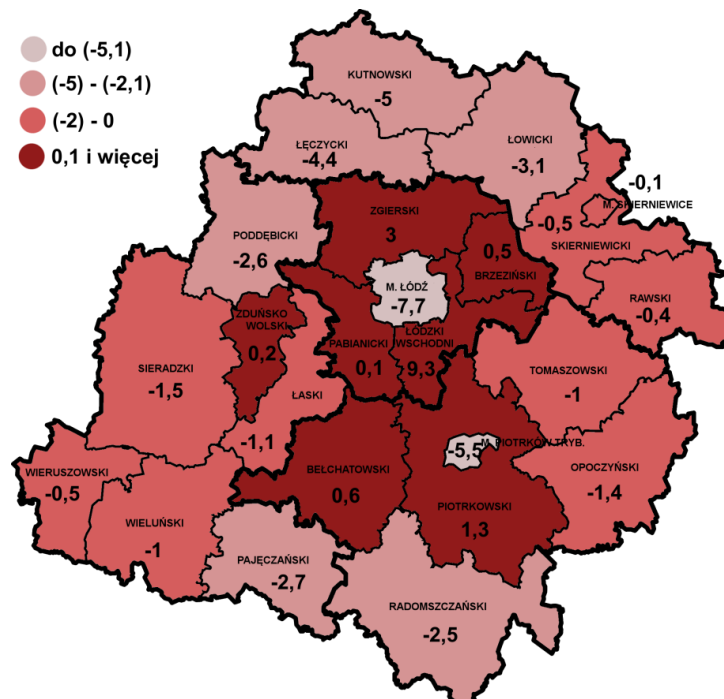 do (-5,1)
(-5) - (-2,1)
(-2) - 0
0,1 i więcej
KUTNOWSKI
-5
ŁĘCZYCKI
-4,4
ŁOWICKI
-3,1
-0,1
M. SKIERNIEWICE
-0,5
SKIERNIEWICKI
ZGIERSKI
3
PODDĘBICKI
-2,6
0,5
BRZEZIŃSKI
M. ŁÓDŹ
-7,7
RAWSKI
-0,4
ZDUŃSKO
WOLSKI
0,2
PABIANICKI
0,1
ŁÓDZKI
WSCHODNI
9,3
SIERADZKI
-1,5
ŁASKI
-1,1
TOMASZOWSKI
-1
M. PIOTRKÓW TRYB.
-5,5
WIERUSZOWSKI
-0,5
BEŁCHATOWSKI
0,6
OPOCZYŃSKI
-1,4
WIELUŃSKI
-1
PIOTRKOWSKI
1,3
PAJĘCZAŃSKI
-2,7
RADOMSZCZAŃSKI
-2,5